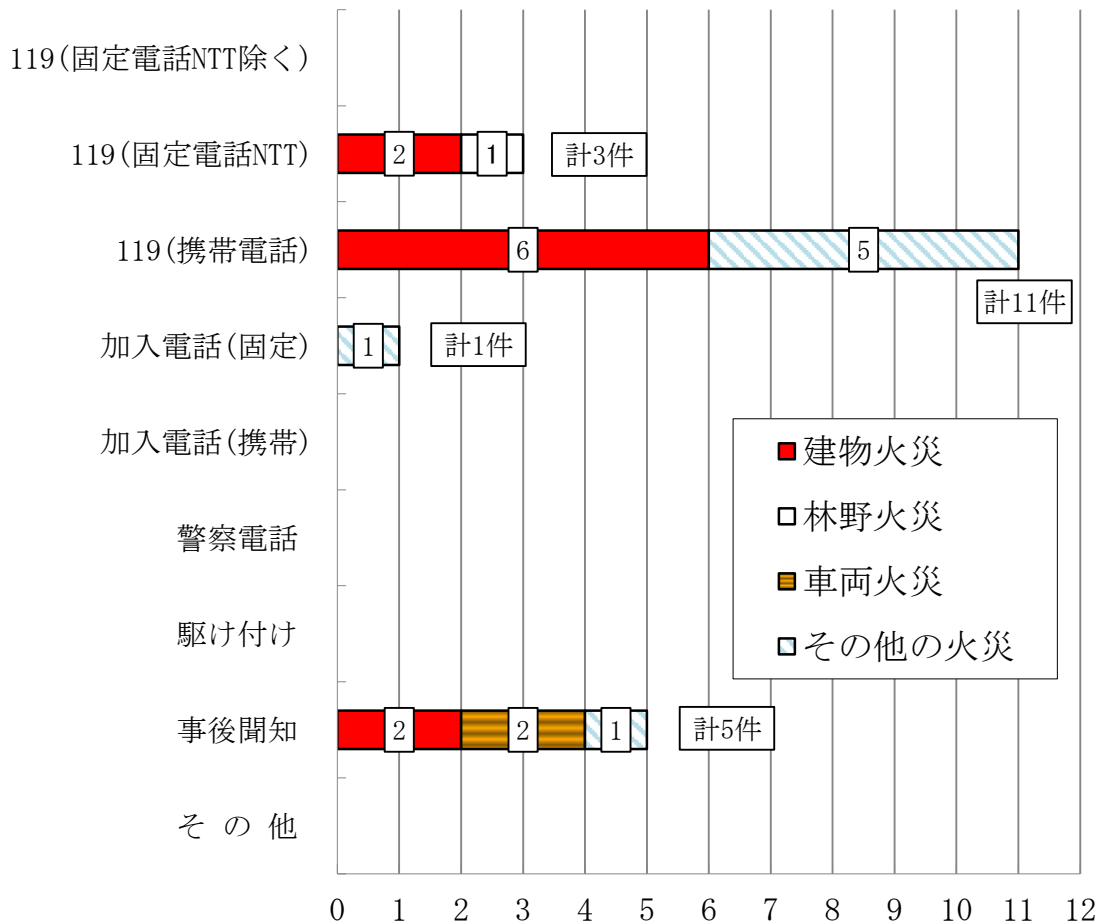 119(固定電話NTT除く)
119(固定電話NTT)
2
1
計3件
119(携帯電話)
6
5
計11件
加入電話(固定)
1
計1件
加入電話(携帯)
建物火災
林野火災
警察電話
車両火災
駆け付け
その他の火災
事後聞知
2
2
1
計5件
そ の 他
0 1 2 3 4 5 6 7 8 9 10 11 12